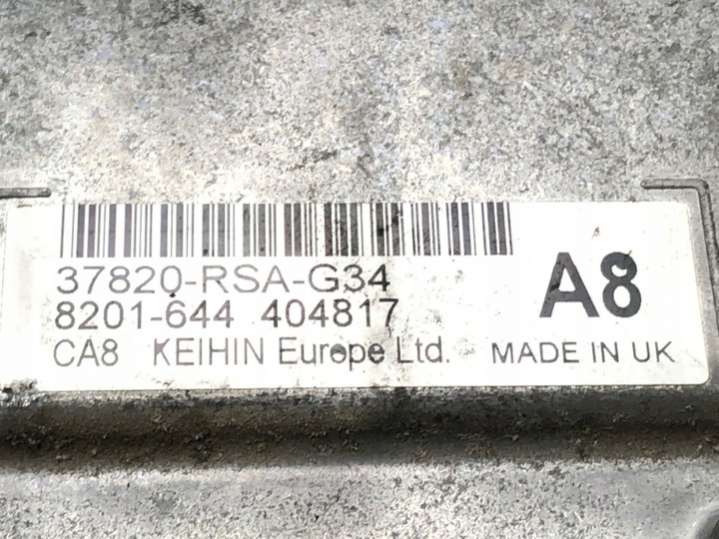 37820-RSA-G34
8201-644 404817
A8
CA8 KEIHIN Europe Ltd. MADE IN UK